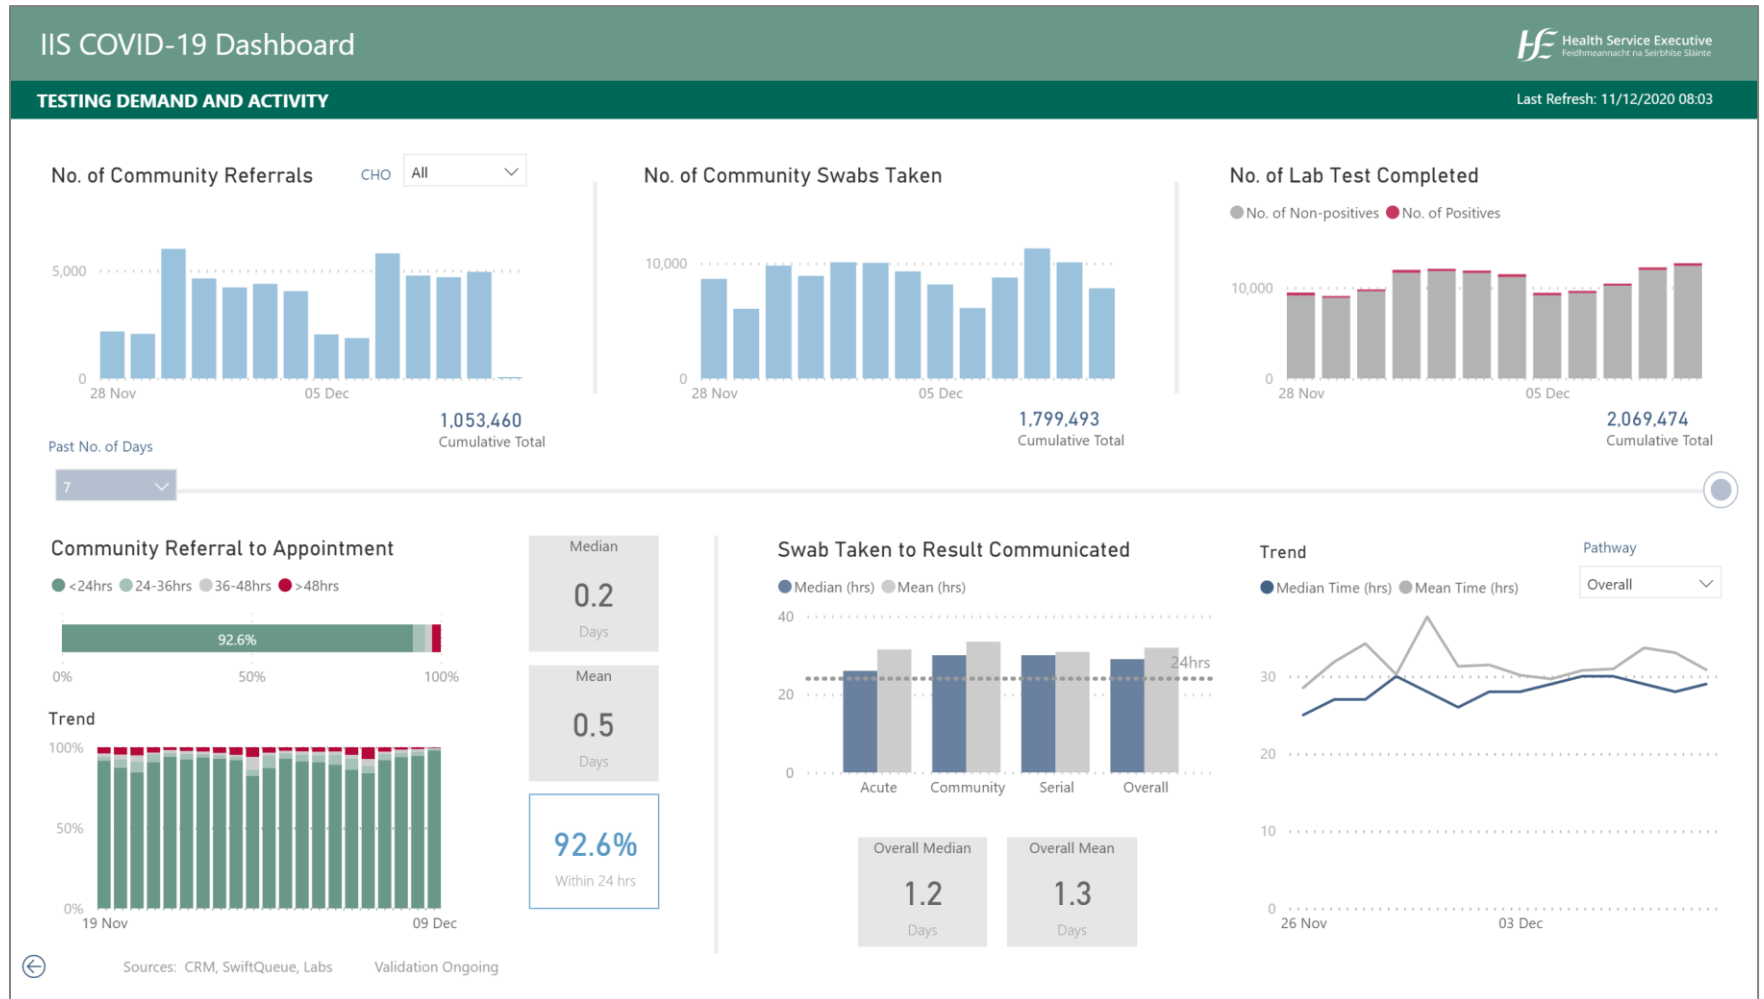 IIS COVID-19 Dashboard
Health Service Executive
Feidhmeannacht na Seirbhíse Sláinte
TESTING DEMAND AND ACTIVITY
Last Refresh: 11/12/2020 08:03
No. of Community Referrals
CHO
All
5,000
0
28 Nov
05 Dec
1,053,460
Cumulative Total
No. of Community Swabs Taken
10,000
0
28 Nov
05 Dec
1,799,493
Cumulative Total
No. of Lab Test Completed
No. of Non-positives No. of Positives
10,000
0
28 Nov
05 Dec
2,069,474
Cumulative Total
Past No. of Days
7
Community Referral to Appointment
<24hrs 24-36hrs 36-48hrs >48hrs
92.6%
0% 50% 100%
Trend
100%
50%
0%
19 Nov
09 Dec
Median
0.2
Days
Mean
0.5
Days
92.6%
Within 24 hrs
Swab Taken to Result Communicated
Median (hrs) Mean (hrs)
40
24hrs
20
0
Acute Community Serial Overall
Overall Median
1.2
Days
Overall Mean
1.3
Days
Trend
Pathway
Overall
Median Time (hrs) Mean Time (hrs)
30
20
10
0
26 Nov
03 Dec
Sources: CRM, SwiftQueue, Labs Validation Ongoing